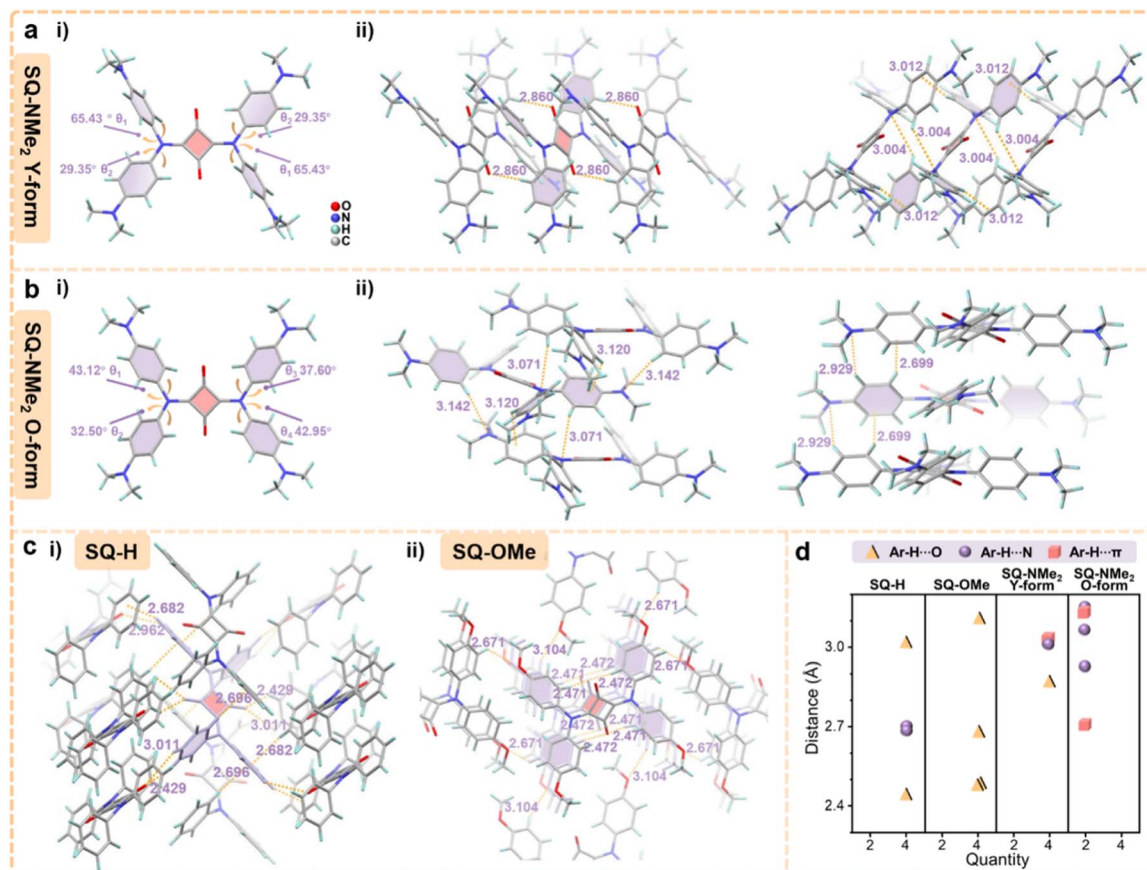 a i) ii)
SQ-NMe₂ Y-form
65.43 ° θ₁
θ₂ 29.35°
29.35° θ₂
θ₁ 65.43°
O
N
H
C
2.860
2.860
2.860
2.860
3.012
3.012
3.004
3.004
3.004
3.004
3.012
3.012
b i) ii)
SQ-NMe₂ O-form
43.12° θ₁
θ₃ 37.60°
32.50° θ₂
θ₄ 42.95°
3.071
3.120
3.142
3.142
3.120
3.071
2.929
2.699
2.929
2.699
c i) SQ-H ii) SQ-OMe
2.682
2.962
2.696
2.429
3.011
3.011
2.682
2.696
2.429
2.671
2.671
3.104
2.472
2.671
2.471
2.472
2.471
2.472
2.471
2.671
2.472
2.471
2.671
3.104
3.104
d
Ar-H···O Ar-H···N Ar-H···π
SQ-H SQ-OMe SQ-NMe₂ Y-form SQ-NMe₂ O-form
Distance (Å)
3.0
2.7
2.4
2 4 2 4 2 4 2 4
Quantity